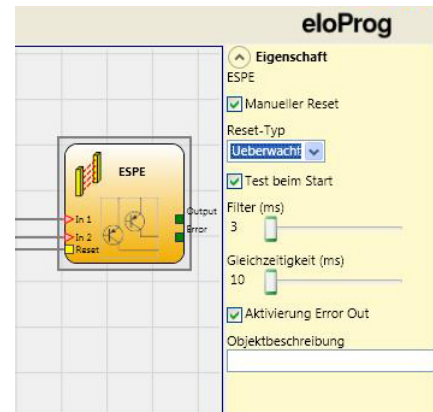 eloProg
Eigenschaft
ESPE
Manueller Reset
Reset-Typ
Ueberwacht
Test beim Start
Filter (ms)
3
Gleichzeitigkeit (ms)
10
Aktivierung Error Out
Objektbeschreibung
ESPE
In 1
In 2
Reset
Output
Error